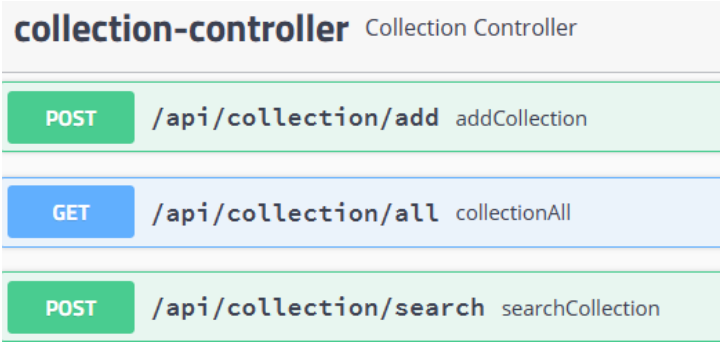 collection-controller Collection Controller
POST /api/collection/add addCollection
GET /api/collection/all collectionAll
POST /api/collection/search searchCollection